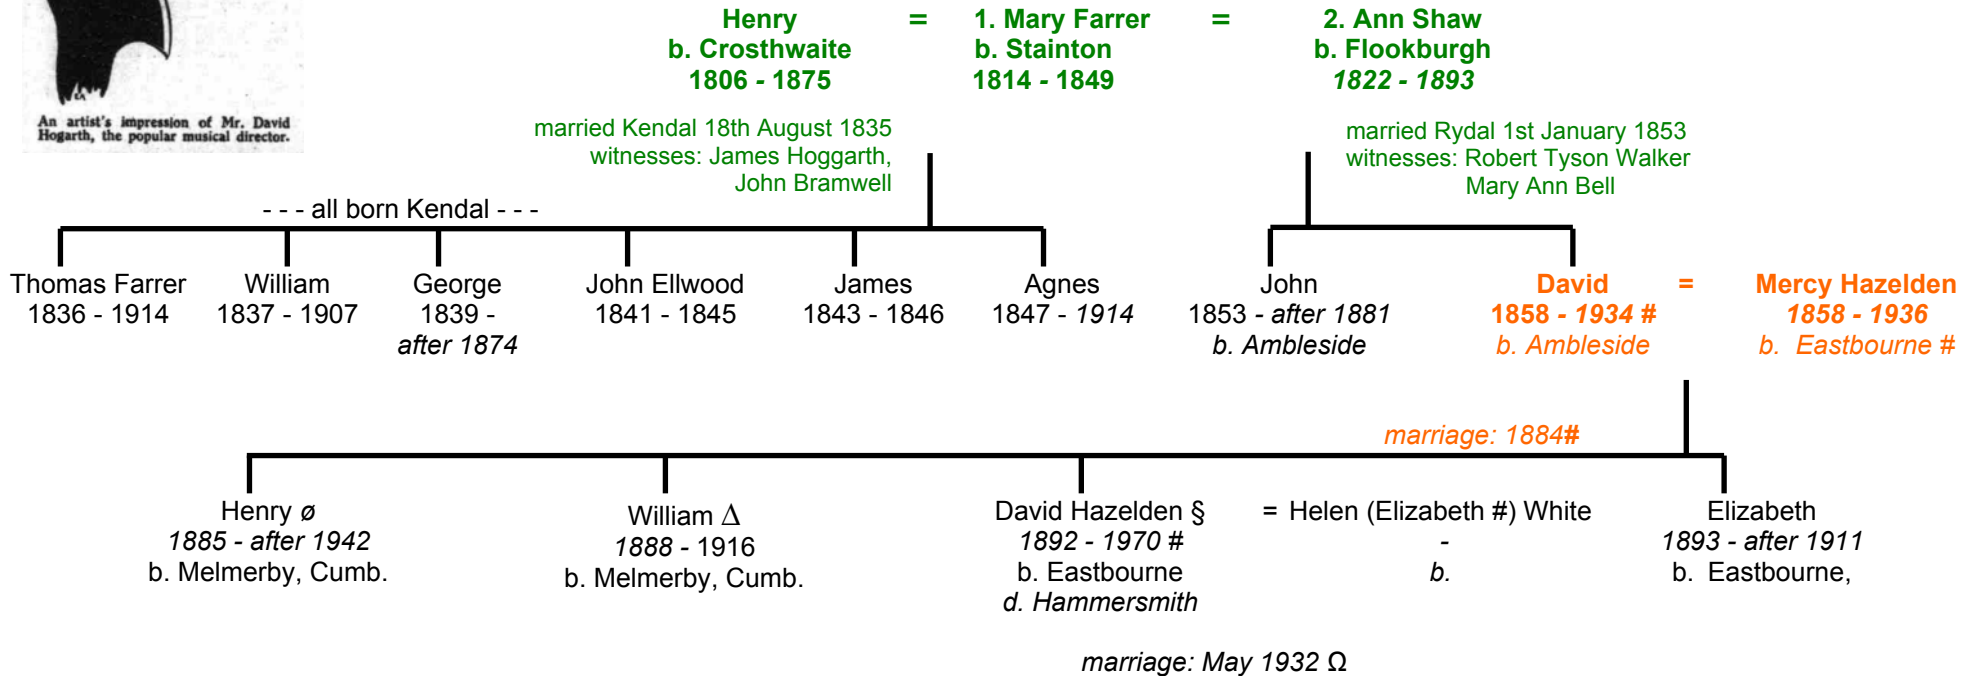 Henry = 1. Mary Farrer = 2. Ann Shaw
b. Crosthwaite b. Stainton b. Flookburgh
1806 - 1875 1814 - 1849 1822 - 1893
An artist's impression of Mr. David
Hogarth, the popular musical director.
married Kendal 18th August 1835
witnesses: James Hoggarth,
John Bramwell
married Rydal 1st January 1853
witnesses: Robert Tyson Walker
Mary Ann Bell
- - - all born Kendal - - -
Thomas Farrer William George John Ellwood James Agnes John David = Mercy Hazelden
1836 - 1914 1837 - 1907 1839 - 1841 - 1845 1843 - 1846 1847 - 1914 1853 - after 1881 1858 - 1934 # 1858 - 1936
after 1874 b. Ambleside b. Ambleside b. Eastbourne #
marriage: 1884#
Henry ø William Δ David Hazelden § = Helen (Elizabeth #) White Elizabeth
1885 - after 1942 1888 - 1916 1892 - 1970 # - 1893 - after 1911
b. Melmerby, Cumb. b. Melmerby, Cumb. b. Eastbourne b. b. Eastbourne,
d. Hammersmith
marriage: May 1932 Ω